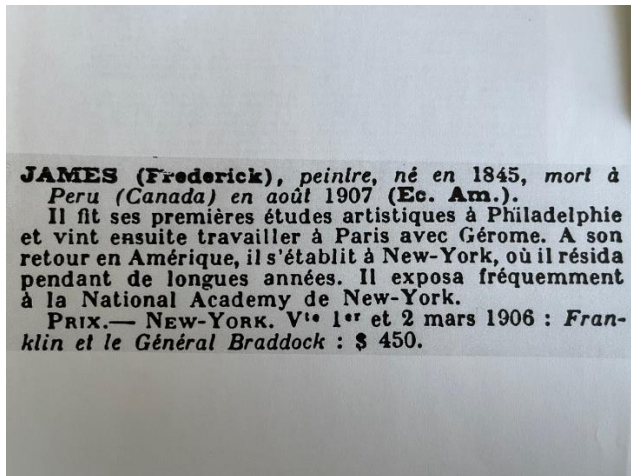 JAMES (Frederick), peintre, né en 1845, mort à
Peru (Canada) en août 1907 (Ec. Am.).
Il fit ses premières études artistiques à Philadelphie
et vint ensuite travailler à Paris avec Gérome. A son
retour en Amérique, il s'établit à New-York, où il résida
pendant de longues années. Il exposa fréquemment
à la National Academy de New-York.
PRIX.— NEW-YORK. Vte 1er et 2 mars 1906 : Fran-
klin et le Général Braddock : $ 450.